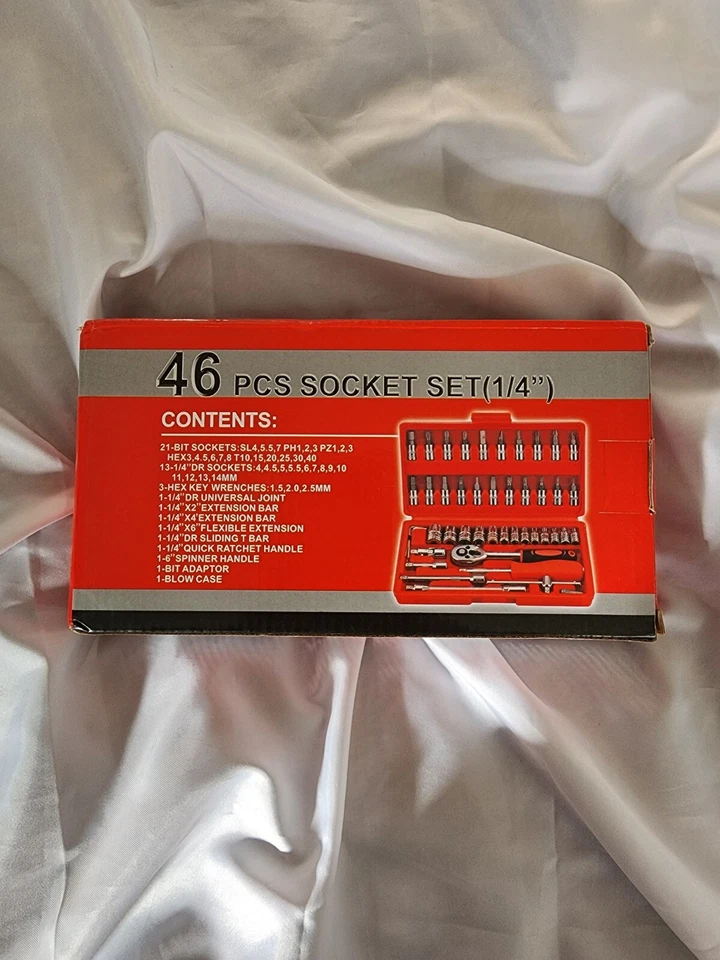 46 PCS SOCKET SET(1/4”)
CONTENTS:
21-BIT SOCKETS:SL4,5.5,7 PH1,2,3 PZ1,2,3
HEX3,4.5,6,7,8 T10,15,20,25,30,40
13-1/4”DR SOCKETS:4,4.5,5,5.5,6,7,8,9,10
11,12,13,14MM
3-HEX KEY WRENCHES:1.5,2.0,2.5MM
1-1/4”DR UNIVERSAL JOINT
1-1/4”X2”EXTENSION BAR
1-1/4”X4’EXTENSION BAR
1-1/4”X6”FLEXIBLE EXTENSION
1-1/4”DR SLIDING T BAR
1-1/4”QUICK RATCHET HANDLE
1-6”SPINNER HANDLE
1-BIT ADAPTOR
1-BLOW CASE